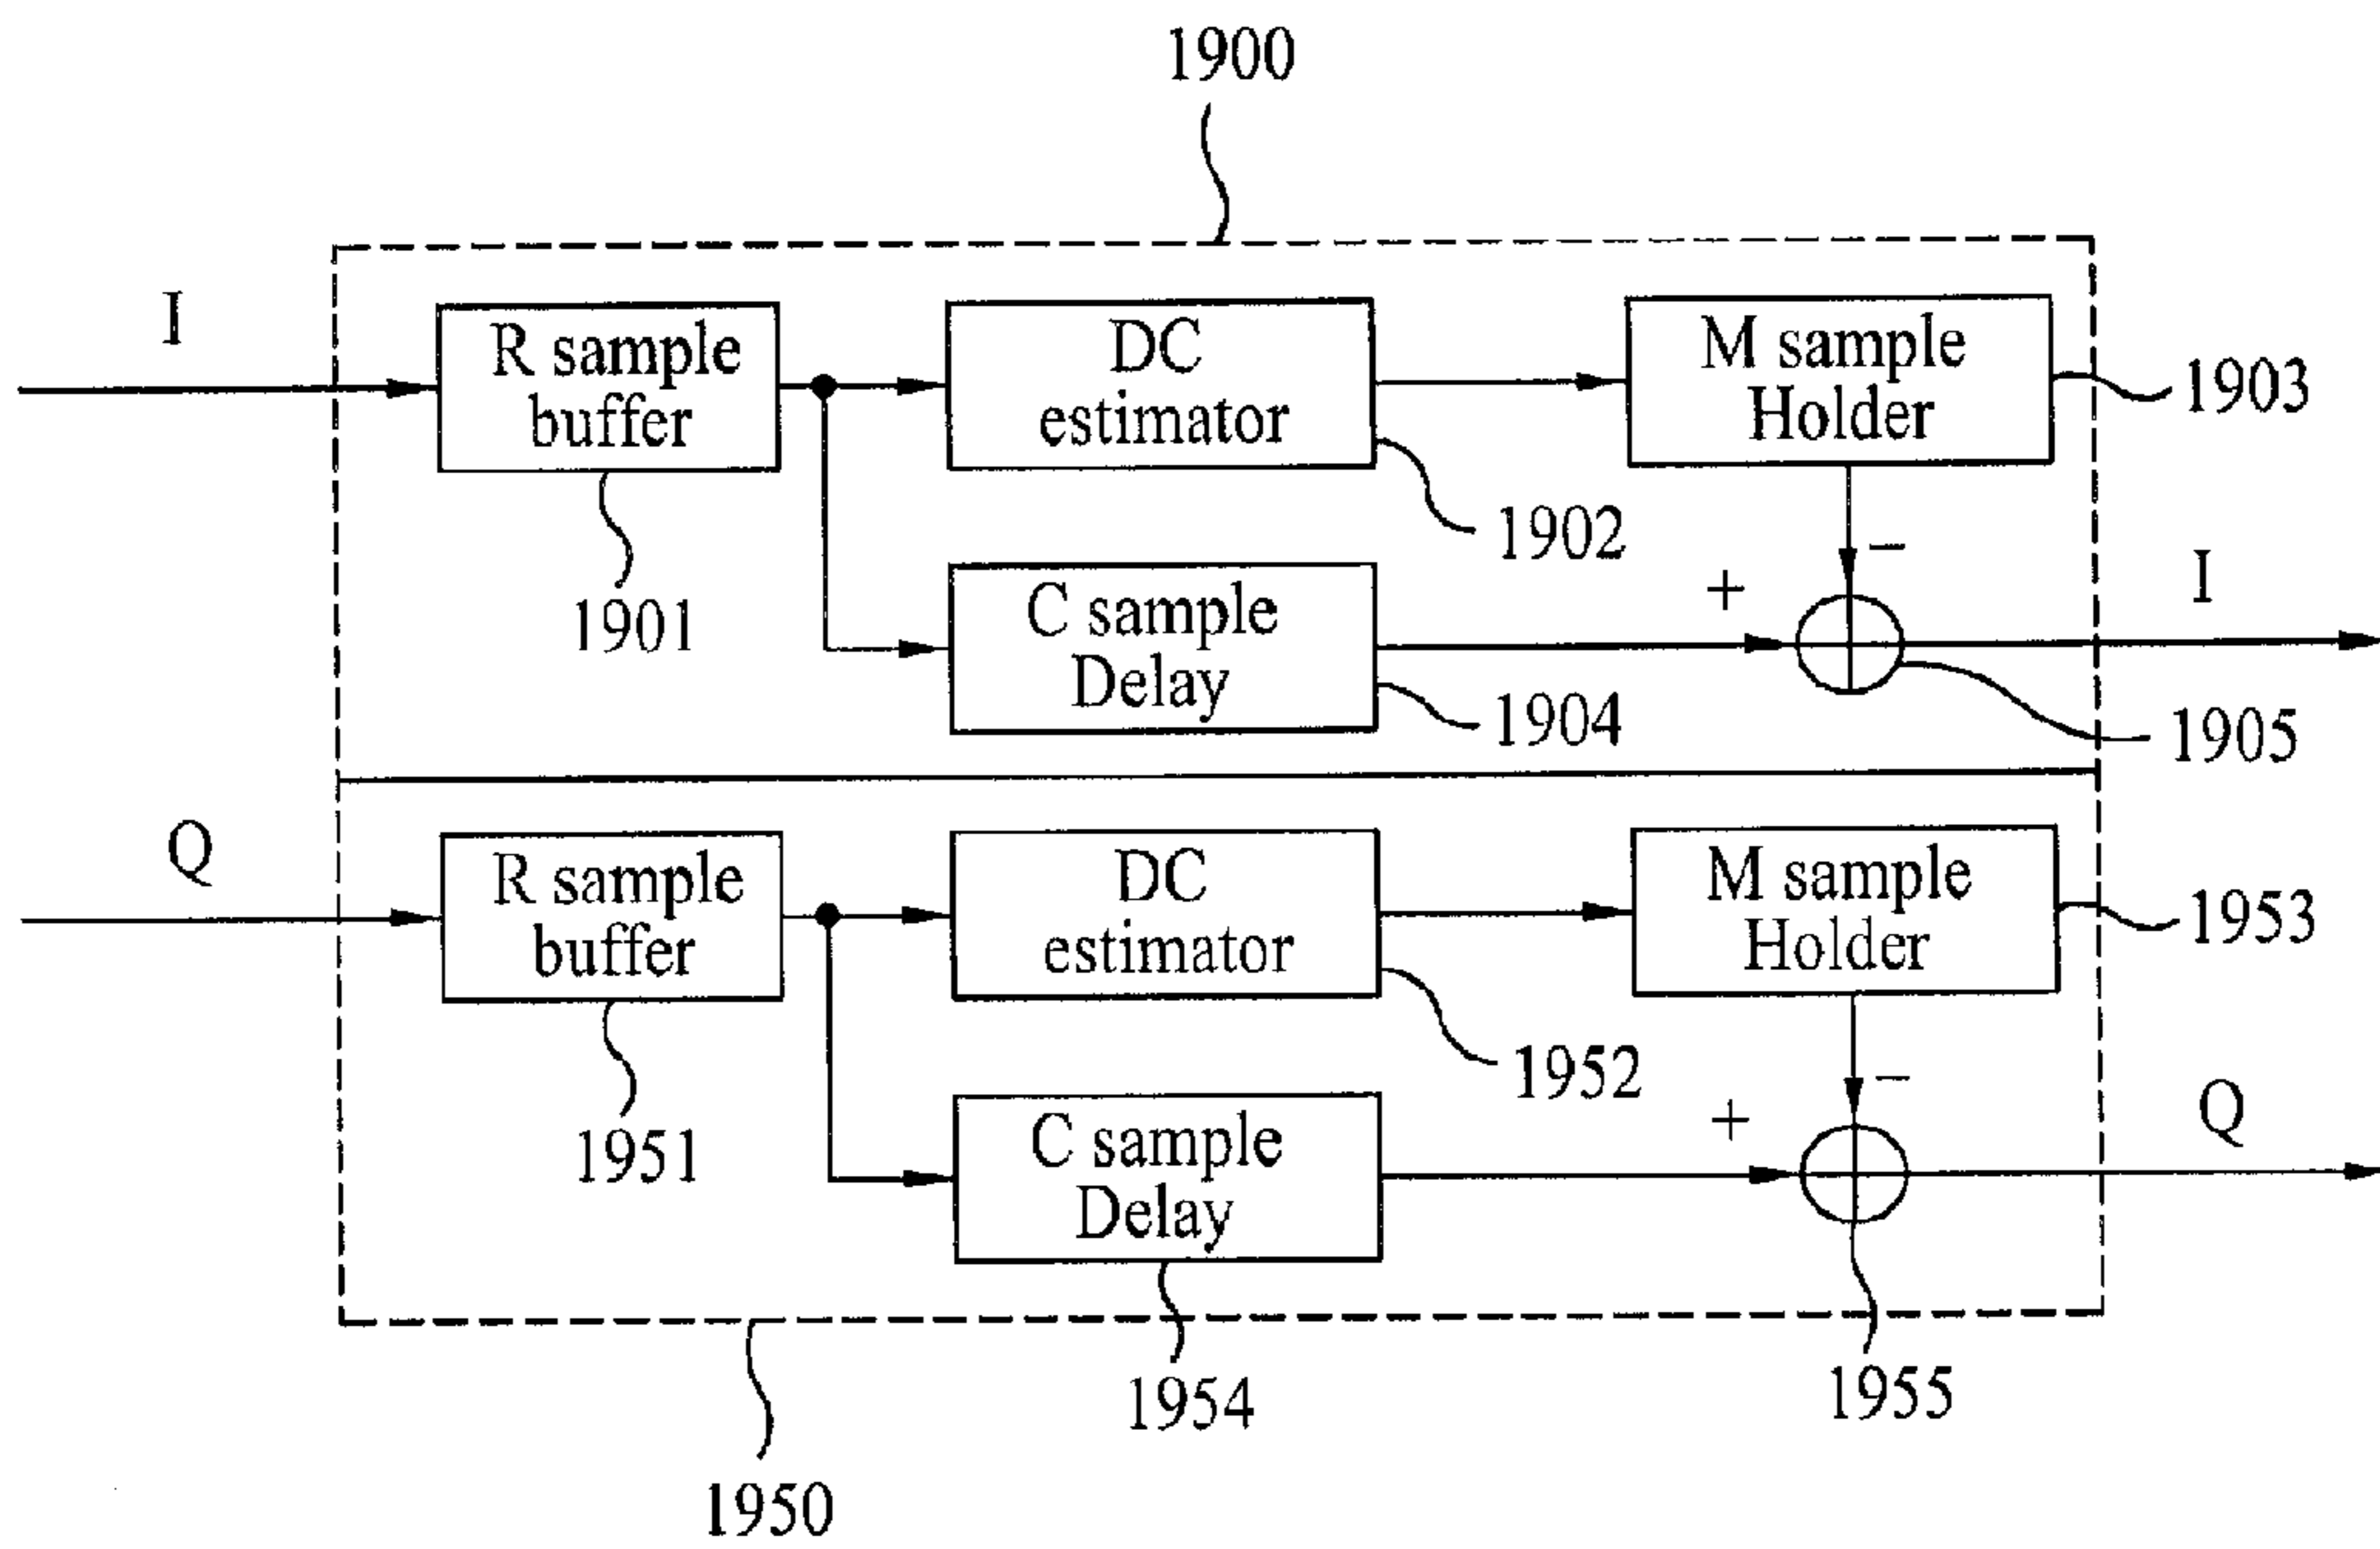 1900
I
R sample
buffer
DC
estimator
M sample
Holder
1903
1901
1902
C sample
Delay
1904
+
−
I
1905
Q
R sample
buffer
DC
estimator
M sample
Holder
1953
1951
1952
C sample
Delay
+
−
Q
1954
1955
1950